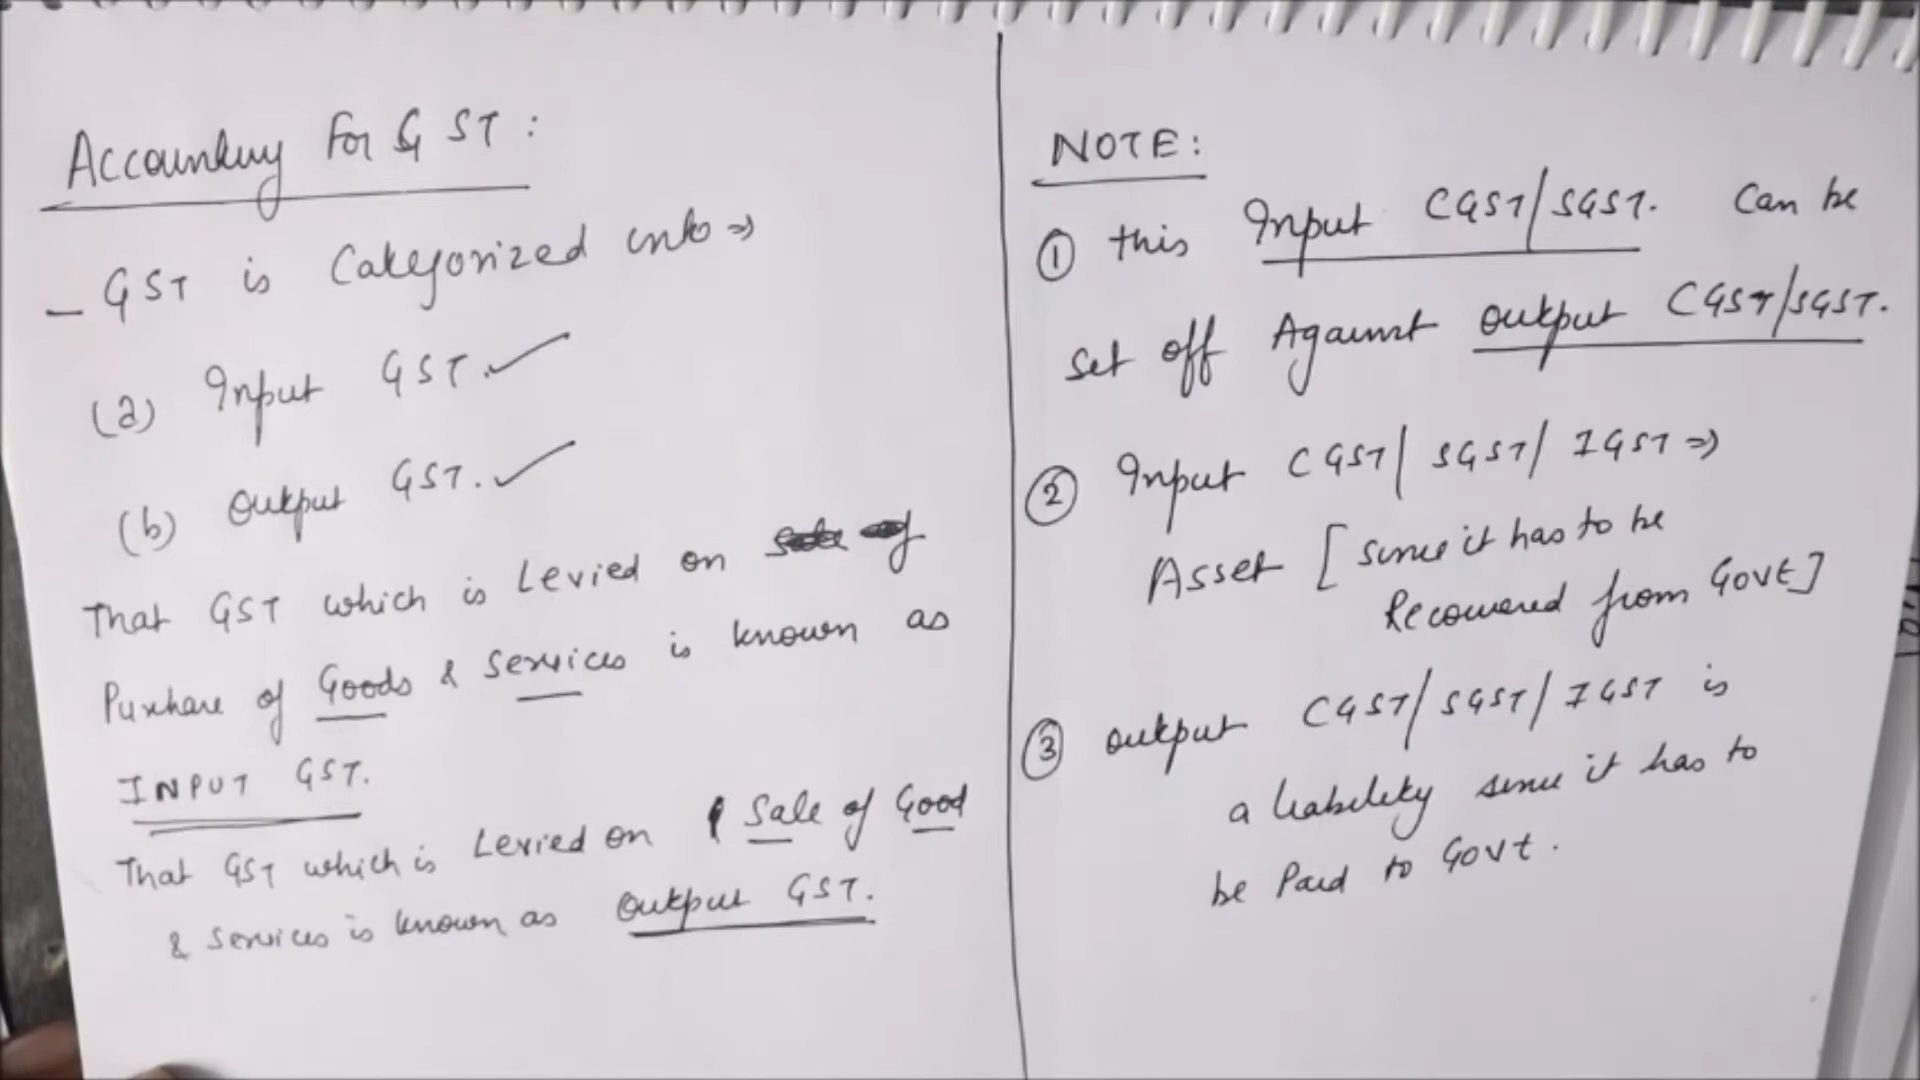 Accounting For GST:
- GST is Categorized into ⇒
(a) Input GST. ✓
(b) Output GST. ✓
That GST which is Levied on
Purchase of Goods & Services is known as
INPUT GST.
That GST which is Levied on Sale of Good
& Services is known as Output GST.
NOTE:
① this Input CGST/SGST. Can be
Set off Against output CGST/SGST.
② Input CGST/SGST/IGST ⇒
Asset [since it has to be
Recovered from Govt]
③ output CGST/SGST/IGST is
a liability since it has to
be Paid to Govt.